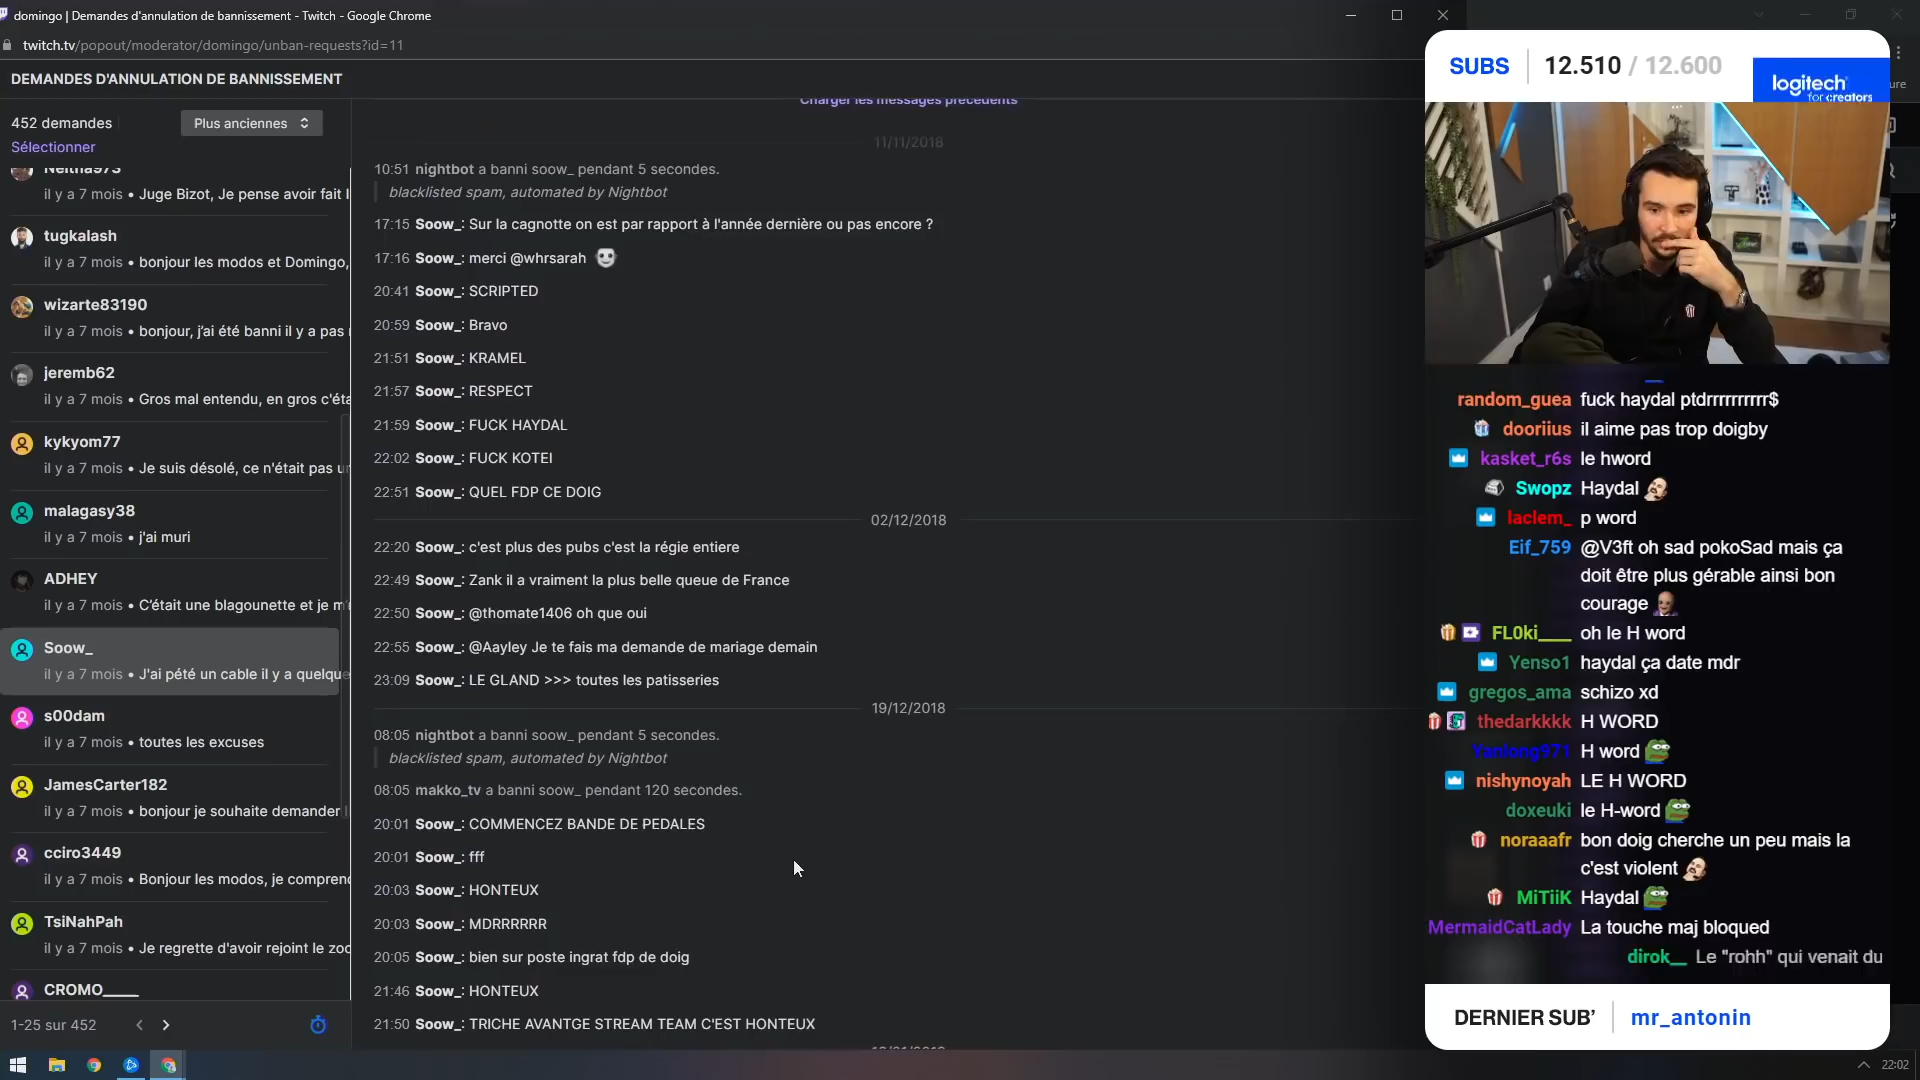 domingo | Demandes d'annulation de bannissement - Twitch - Google Chrome
twitch.tv/popout/moderator/domingo/unban-requests?id=11
DEMANDES D'ANNULATION DE BANNISSEMENT
452 demandes
Plus anciennes
Sélectionner
Neitha973
il y a 7 mois • Juge Bizot, Je pense avoir fait l
tugkalash
il y a 7 mois • bonjour les modos et Domingo,
wizarte83190
il y a 7 mois • bonjour, j'ai été banni il y a pas
jeremb62
il y a 7 mois • Gros mal entendu, en gros c'éta
kykyom77
il y a 7 mois • Je suis désolé, ce n'était pas un
malagasy38
il y a 7 mois • j'ai muri
ADHEY
il y a 7 mois • C'était une blagounette et je m'
Soow_
il y a 7 mois • J'ai pété un cable il y a quelque
s00dam
il y a 7 mois • toutes les excuses
JamesCarter182
il y a 7 mois • bonjour je souhaite demander l
cciro3449
il y a 7 mois • Bonjour les modos, je comprend
TsiNahPah
il y a 7 mois • Je regrette d'avoir rejoint le zoo
CROMO____
1-25 sur 452
Charger les messages précédents
11/11/2018
10:51 nightbot a banni soow_ pendant 5 secondes.
blacklisted spam, automated by Nightbot
17:15 Soow_: Sur la cagnotte on est par rapport à l'année dernière ou pas encore ?
17:16 Soow_: merci @whrsarah
20:41 Soow_: SCRIPTED
20:59 Soow_: Bravo
21:51 Soow_: KRAMEL
21:57 Soow_: RESPECT
21:59 Soow_: FUCK HAYDAL
22:02 Soow_: FUCK KOTEI
22:51 Soow_: QUEL FDP CE DOIG
02/12/2018
22:20 Soow_: c'est plus des pubs c'est la régie entiere
22:49 Soow_: Zank il a vraiment la plus belle queue de France
22:50 Soow_: @thomate1406 oh que oui
22:55 Soow_: @Aayley Je te fais ma demande de mariage demain
23:09 Soow_: LE GLAND >>> toutes les patisseries
19/12/2018
08:05 nightbot a banni soow_ pendant 5 secondes.
blacklisted spam, automated by Nightbot
08:05 makko_tv a banni soow_ pendant 120 secondes.
20:01 Soow_: COMMENCEZ BANDE DE PEDALES
20:01 Soow_: fff
20:03 Soow_: HONTEUX
20:03 Soow_: MDRRRRRR
20:05 Soow_: bien sur poste ingrat fdp de doig
21:46 Soow_: HONTEUX
21:50 Soow_: TRICHE AVANTGE STREAM TEAM C'EST HONTEUX
SUBS 12.510 / 12.600
logitech
for creators
random_guea fuck haydal ptdrrrrrrrrrr$
dooriius il aime pas trop doigby
kasket_r6s le hword
Swopz Haydal
laclem_ p word
Eif_759 @V3ft oh sad pokoSad mais ça
doit être plus gérable ainsi bon
courage
FL0ki____ oh le H word
Yenso1 haydal ça date mdr
gregos_ama schizo xd
thedarkkkk H WORD
Yanlong971 H word
nishynoyah LE H WORD
doxeuki le H-word
noraaafr bon doig cherche un peu mais la
c'est violent
MiTiiK Haydal
MermaidCatLady La touche maj bloqued
dirok__ Le "rohh" qui venait du
DERNIER SUB' mr_antonin
22:02